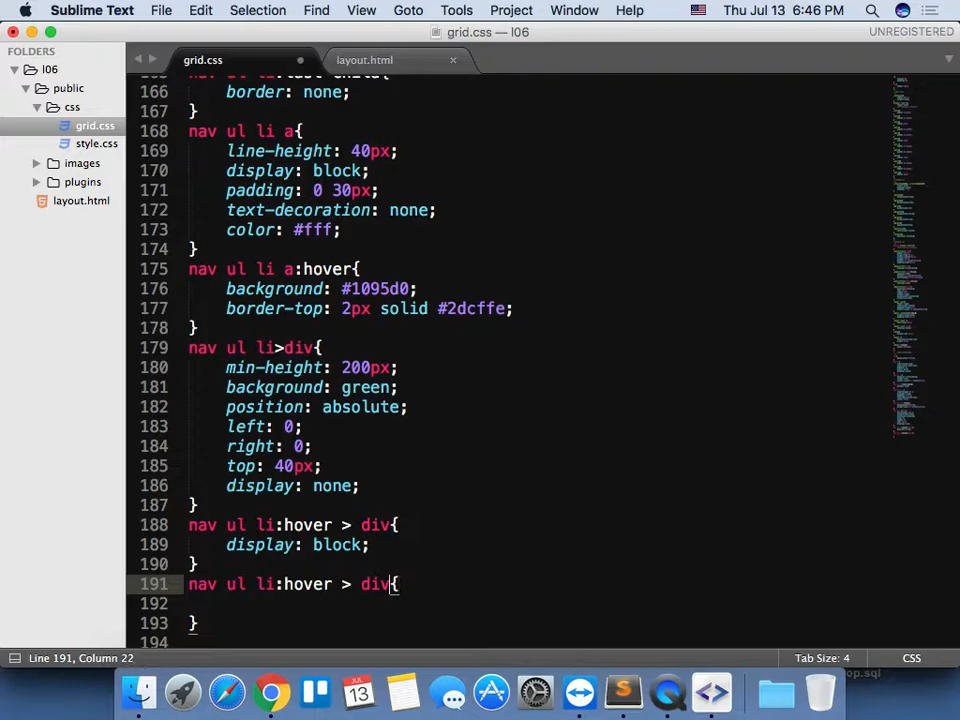 Sublime Text File Edit Selection Find View Goto Tools Project Window Help Thu Jul 13 6:46 PM
grid.css — l06 UNREGISTERED
FOLDERS
l06
public
css
grid.css
style.css
images
plugins
layout.html
grid.css layout.html
166 border: none;
167 }
168 nav ul li a{
169 line-height: 40px;
170 display: block;
171 padding: 0 30px;
172 text-decoration: none;
173 color: #fff;
174 }
175 nav ul li a:hover{
176 background: #1095d0;
177 border-top: 2px solid #2dcffe;
178 }
179 nav ul li>div{
180 min-height: 200px;
181 background: green;
182 position: absolute;
183 left: 0;
184 right: 0;
185 top: 40px;
186 display: none;
187 }
188 nav ul li:hover > div{
189 display: block;
190 }
191 nav ul li:hover > div{
192
193 }
194
Line 191, Column 22 Tab Size: 4 CSS
op.sql
JUL
13